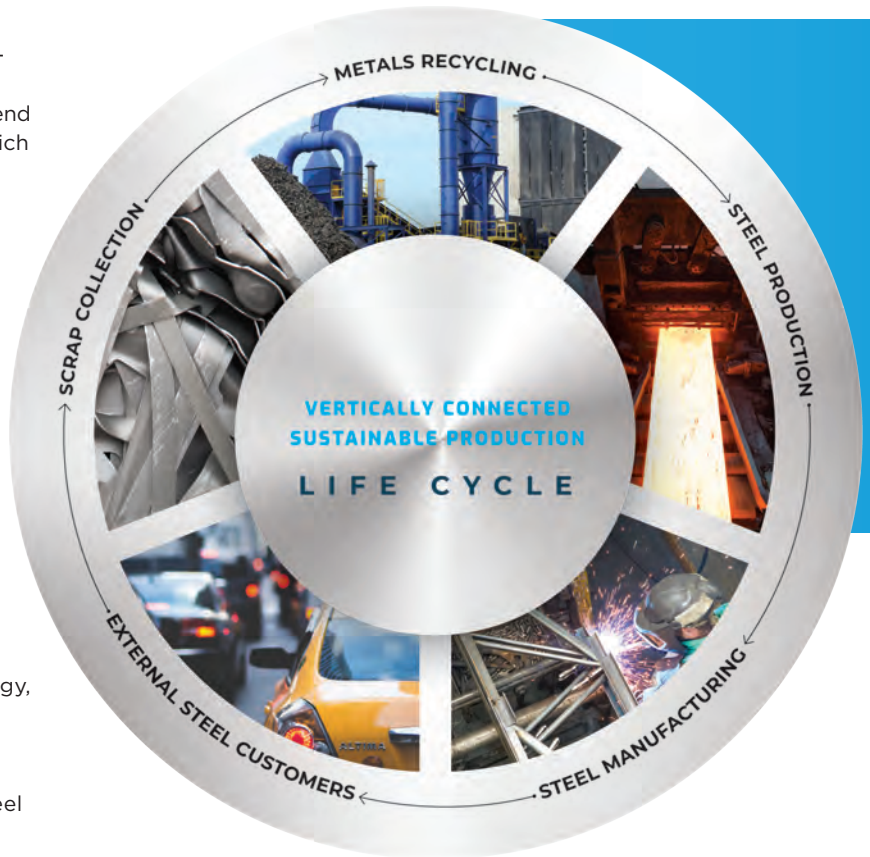 end
ich
METALS RECYCLING
STEEL PRODUCTION
STEEL MANUFACTURING
EXTERNAL STEEL CUSTOMERS
SCRAP COLLECTION
VERTICALLY CONNECTED
SUSTAINABLE PRODUCTION
LIFE CYCLE
ALTIMA
gy,
eel